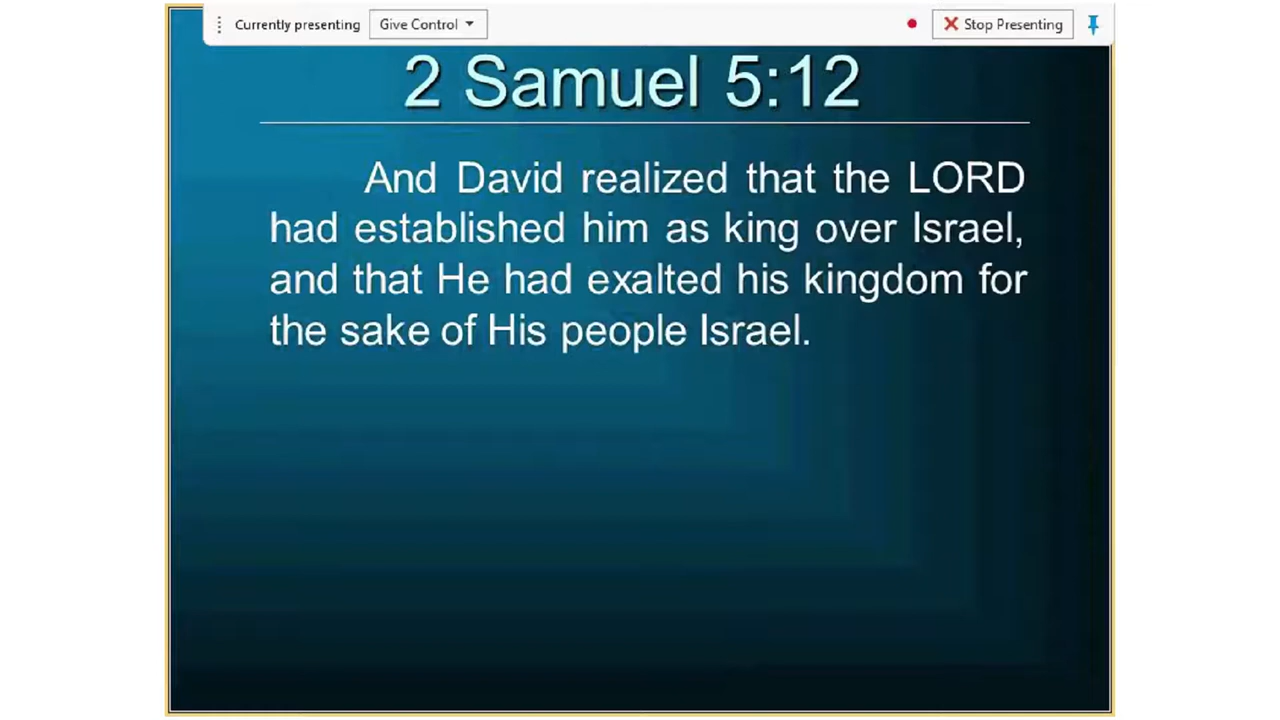 Currently presenting Give Control Stop Presenting
2 Samuel 5:12
And David realized that the LORD
had established him as king over Israel,
and that He had exalted his kingdom for
the sake of His people Israel.